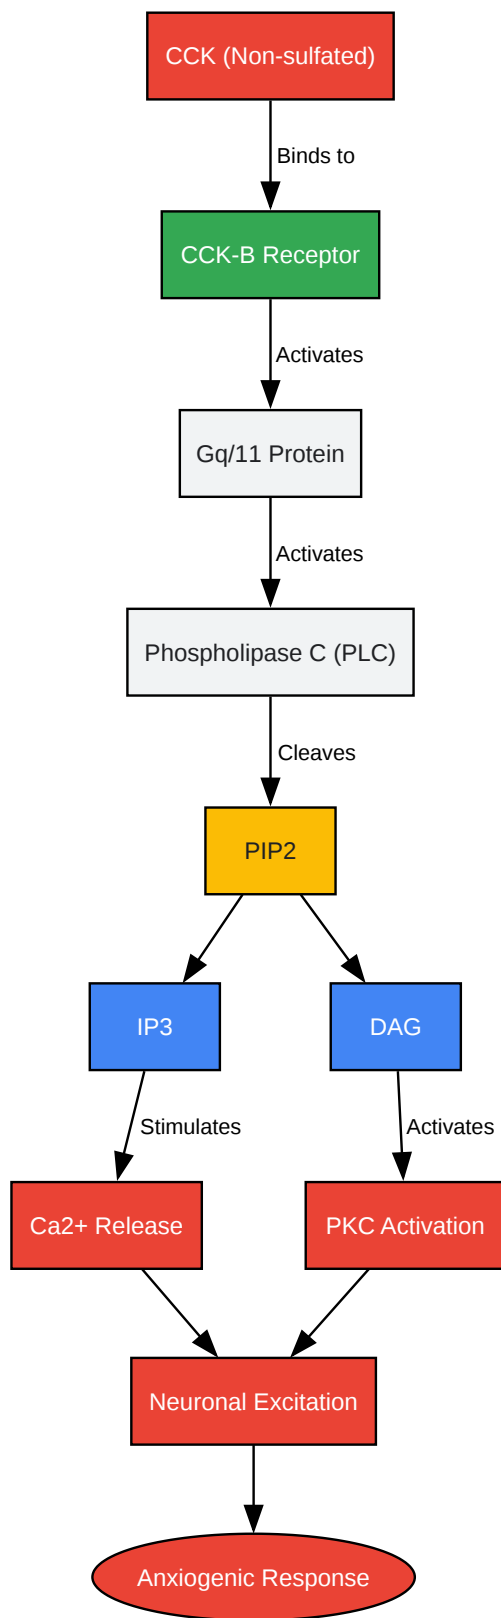 CCK (Non-sulfated)
Binds to
CCK-B Receptor
Activates
Gq/11 Protein
Activates
Phospholipase C (PLC)
Cleaves
PIP2
IP3
DAG
Stimulates
Activates
Ca2+ Release
PKC Activation
Neuronal Excitation
Anxiogenic Response